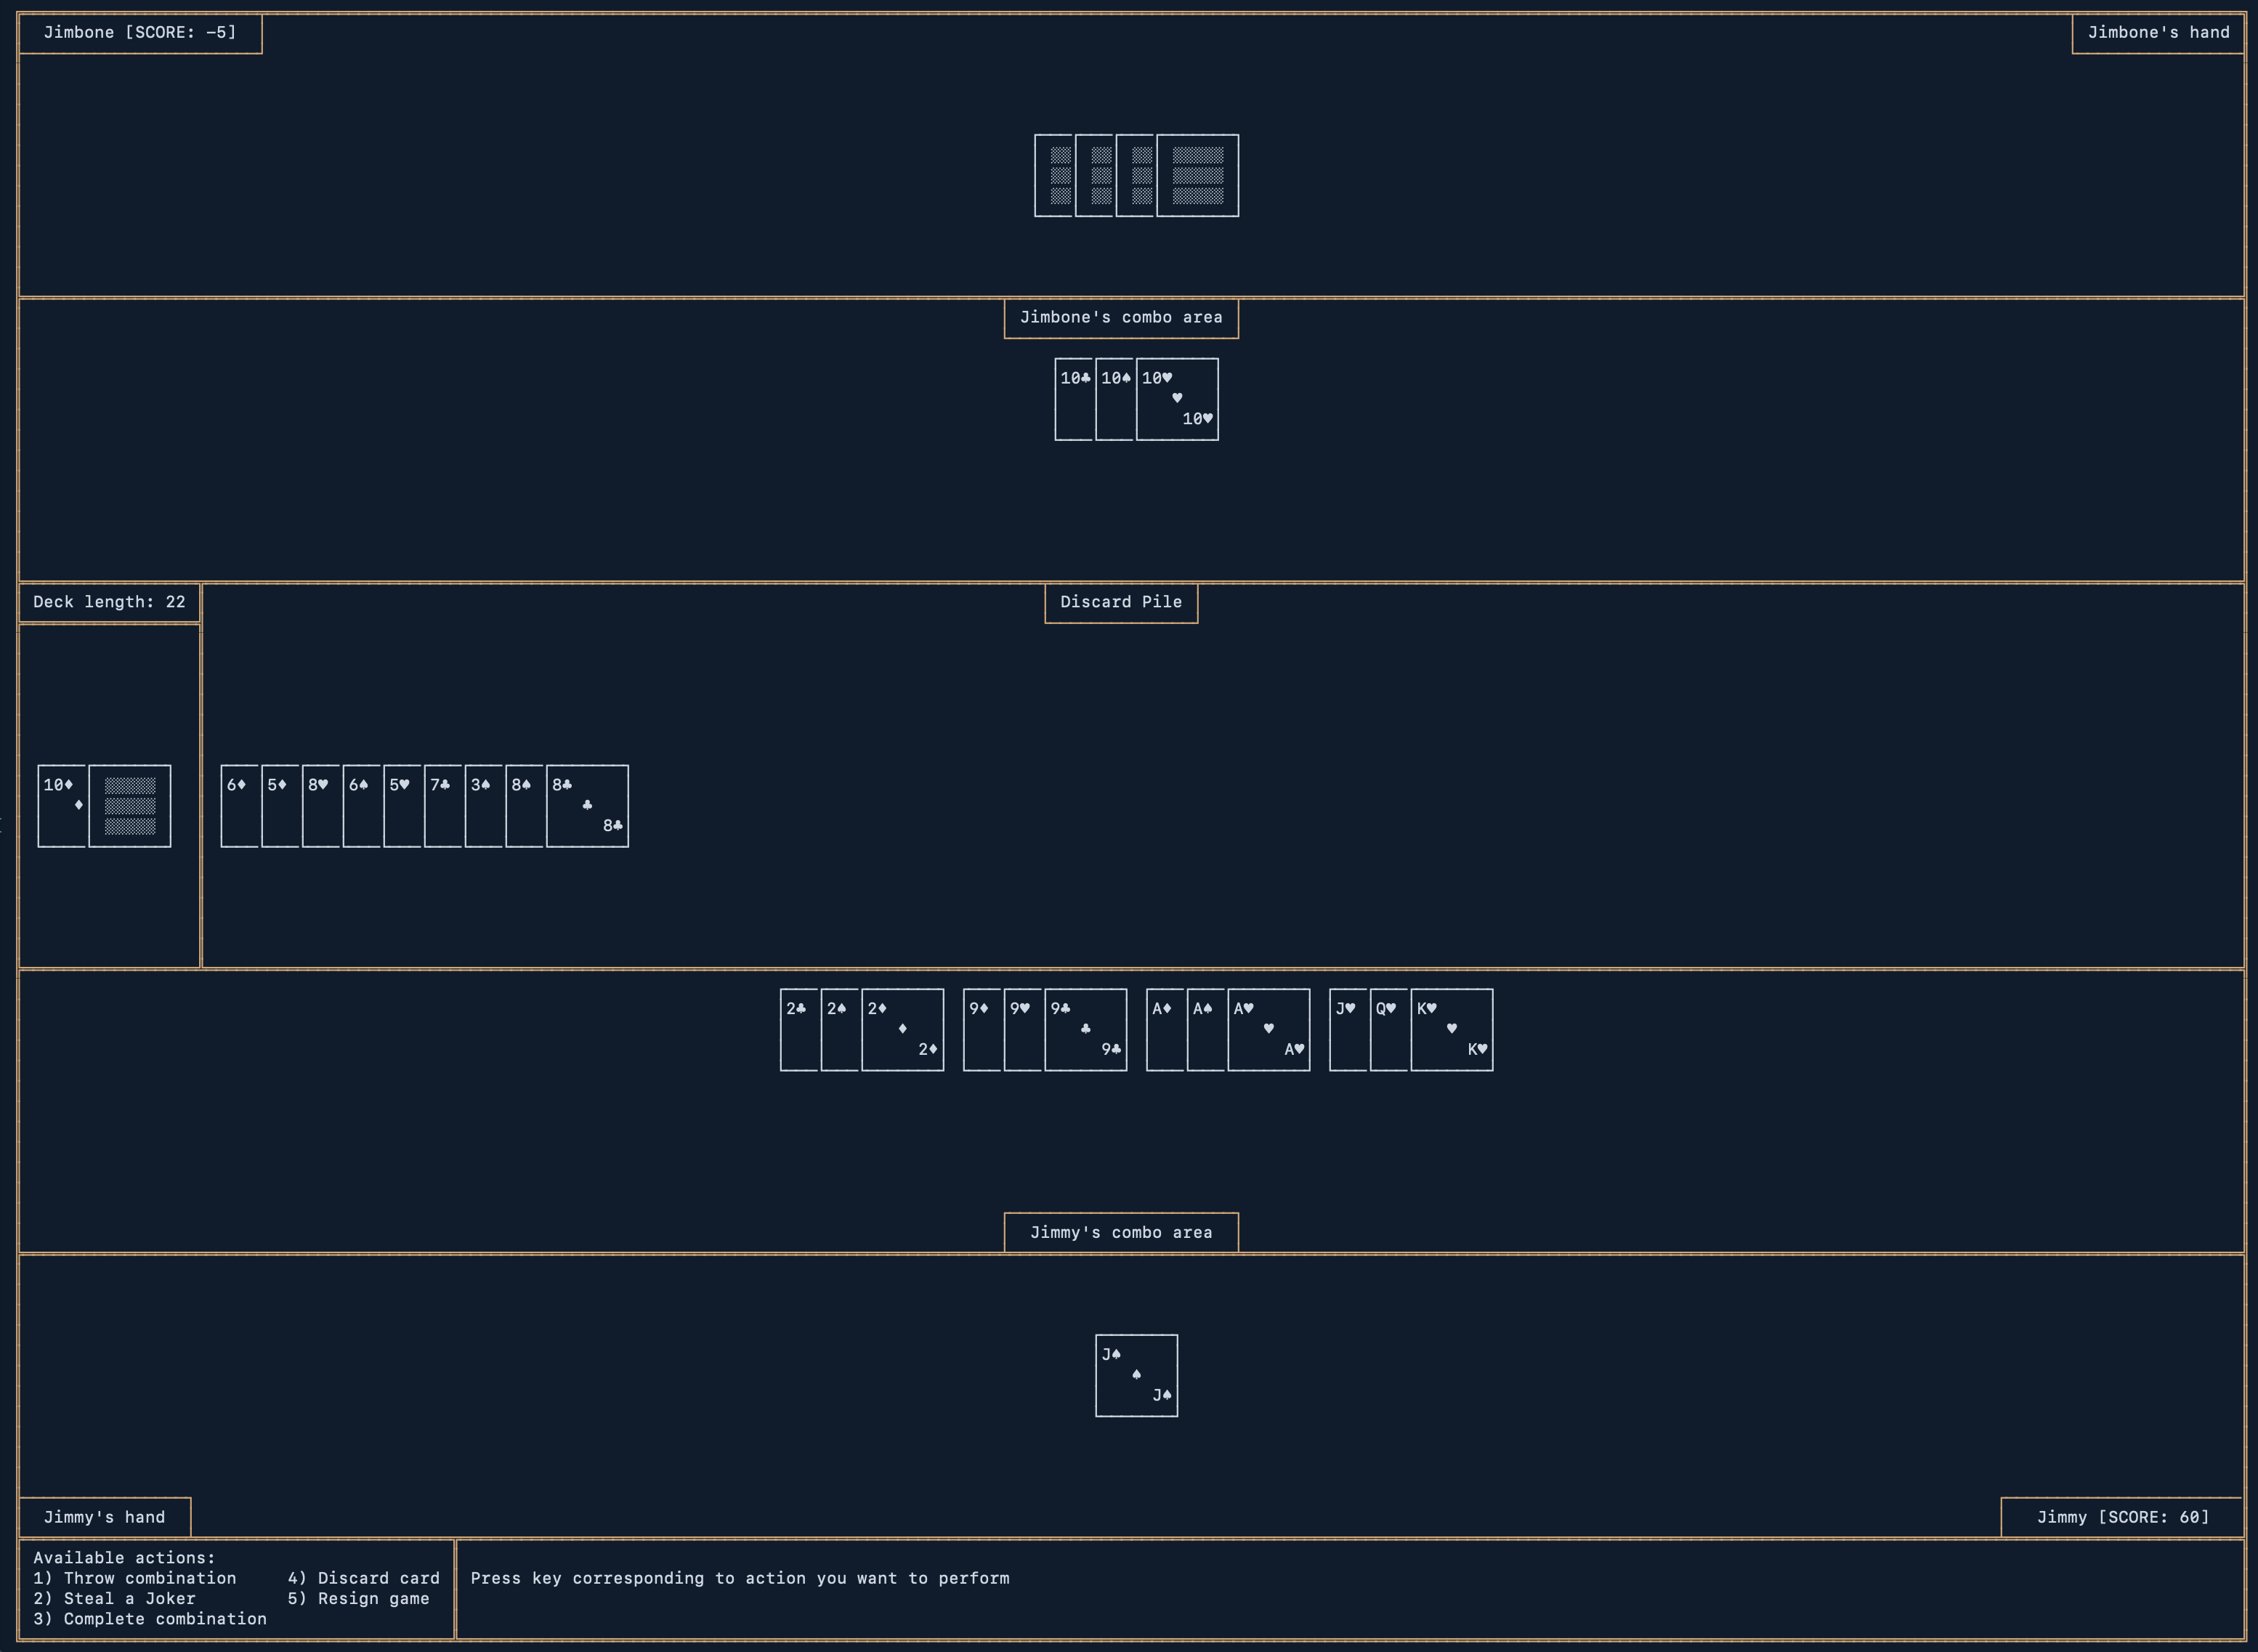 Jimbone [SCORE: -5]
Jimbone's hand
Jimbone's combo area
10♣ 10♠ 10♥
♥
10♥
Deck length: 22
Discard Pile
10♦
♦
6♦ 5♦ 8♥ 6♠ 5♥ 7♣ 3♠ 8♠ 8♣
♣
8♣
2♣ 2♠ 2♦ 9♦ 9♥ 9♣ A♦ A♠ A♥ J♥ Q♥ K♥
♦ ♣ ♥ ♥
2♦ 9♣ A♥ K♥
Jimmy's combo area
J♠
♠
J♠
Jimmy's hand
Jimmy [SCORE: 60]
Available actions:
1) Throw combination 4) Discard card
2) Steal a Joker 5) Resign game
3) Complete combination
Press key corresponding to action you want to perform